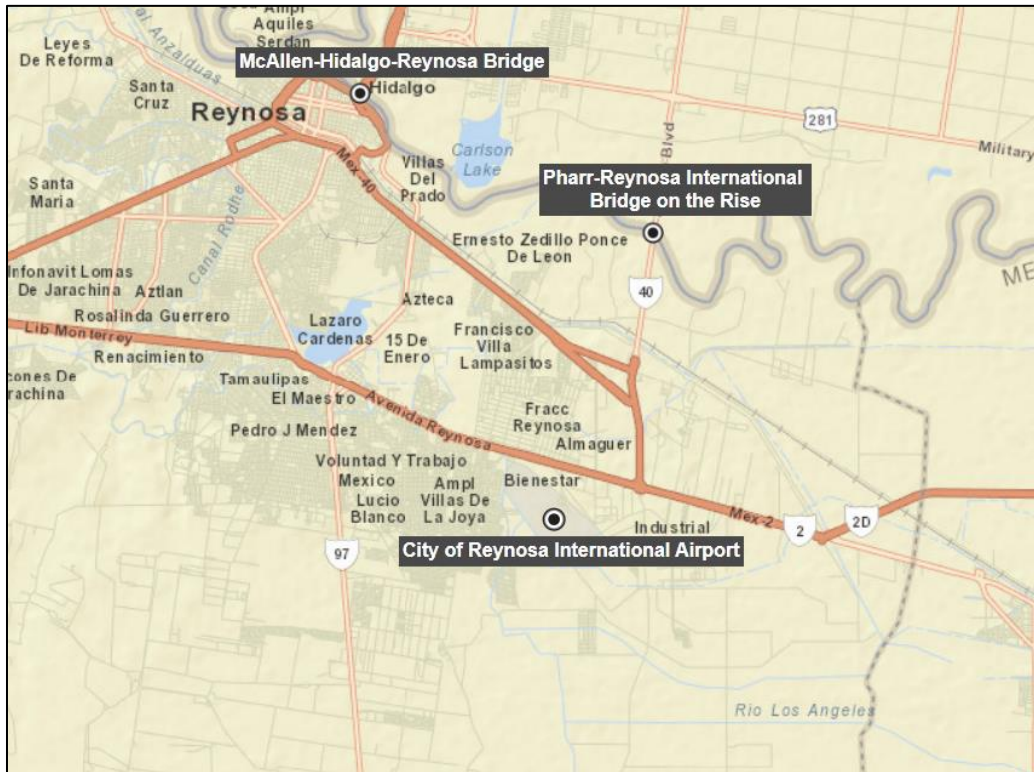 Ampl
Aquiles
Serdan
Leyes
De Reforma
Anzalduas
McAllen-Hidalgo-Reynosa Bridge
Hidalgo
Santa
Cruz
Reynosa
281
Military
Blvd
Carlson
Lake
Mex 40
Villas
Del
Prado
Pharr-Reynosa International
Bridge on the Rise
Santa
Maria
Canal Rodhe
Ernesto Zedillo Ponce
De Leon
40
Infonavit Lomas
De Jarachina
Aztlan
Azteca
Rosalinda Guerrero
Lib Monterrey
Lazaro
Cardenas
15 De
Enero
Francisco
Villa
Lampasitos
Renacimiento
Tamaulipas
El Maestro
Avenida Reynosa
Fracc
Reynosa
Almaguer
Pedro J Mendez
Voluntad Y Trabajo
Mexico
Lucio
Blanco
Ampl
Villas De
La Joya
Bienestar
Industrial
Mex 2
2
2D
City of Reynosa International Airport
97
Rio Los Angeles